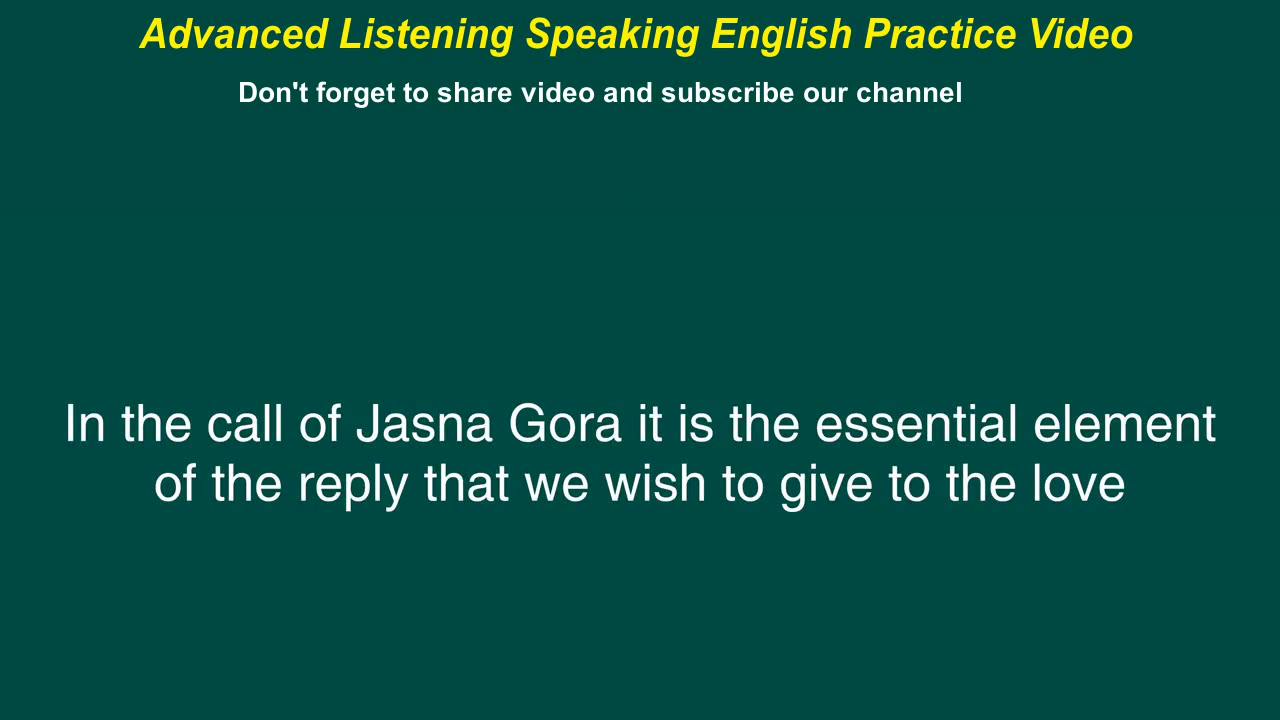 Advanced Listening Speaking English Practice Video
Don't forget to share video and subscribe our channel
In the call of Jasna Gora it is the essential element
of the reply that we wish to give to the love